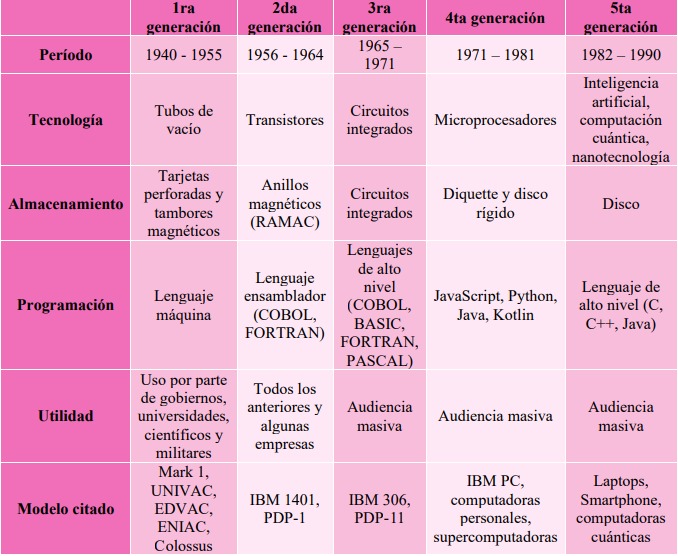 1ra generación
2da generación
3ra generación
4ta generación
5ta generación
Período
1940 - 1955
1956 - 1964
1965 –
1971
1971 – 1981
1982 – 1990
Tecnología
Tubos de
vacío
Transistores
Circuitos
integrados
Microprocesadores
Inteligencia
artificial,
computación
cuántica,
nanotecnología
Almacenamiento
Tarjetas
perforadas y
tambores
magnéticos
Anillos
magnéticos
(RAMAC)
Circuitos
integrados
Diquette y disco
rígido
Disco
Programación
Lenguaje
máquina
Lenguaje
ensamblador
(COBOL,
FORTRAN)
Lenguajes
de alto
nivel
(COBOL,
BASIC,
FORTRAN,
PASCAL)
JavaScript, Python,
Java, Kotlin
Lenguaje de
alto nivel (C,
C++, Java)
Utilidad
Uso por parte
de gobiernos,
universidades,
científicos y
militares
Todos los
anteriores y
algunas
empresas
Audiencia
masiva
Audiencia masiva
Audiencia
masiva
Modelo citado
Mark 1,
UNIVAC,
EDVAC,
ENIAC,
Colossus
IBM 1401,
PDP-1
IBM 306,
PDP-11
IBM PC,
computadoras
personales,
supercomputadoras
Laptops,
Smartphone,
computadoras
cuánticas